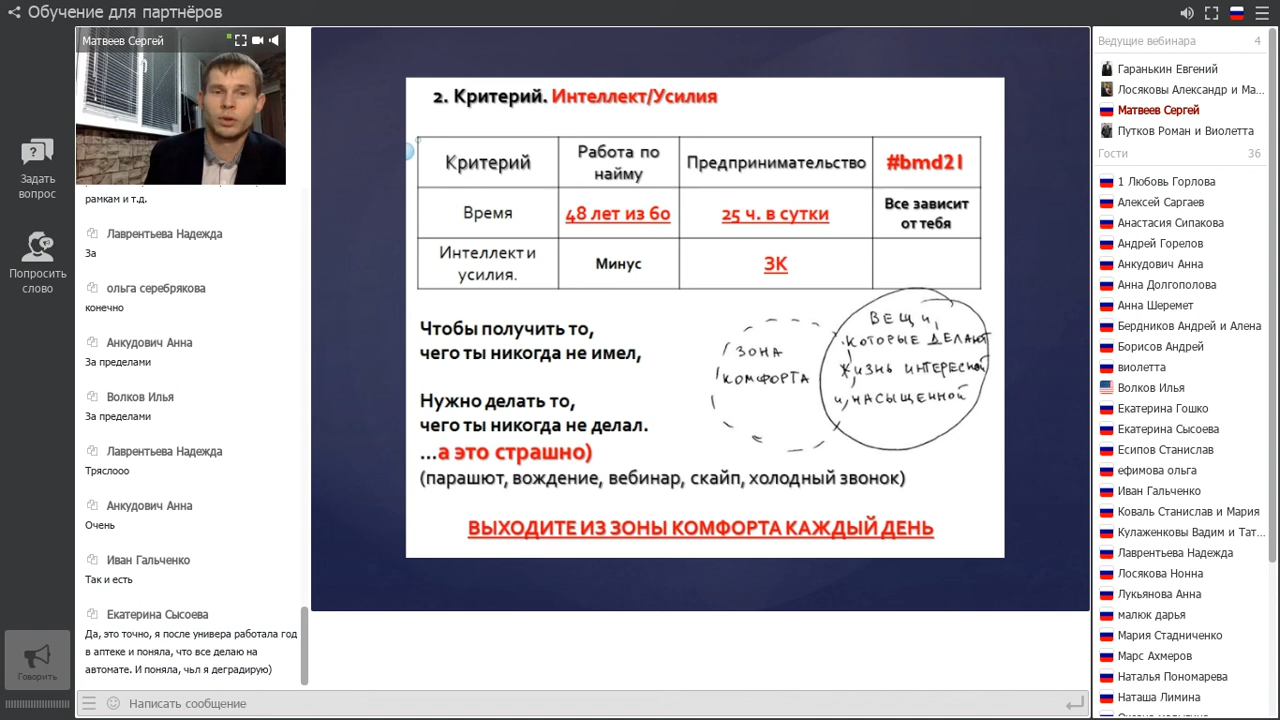 Обучение для партнёров
Матвеев Сергей
Задать
вопрос
Попросить
слово
Говорить
рамкам и т.д.
Лаврентьева Надежда
За
ольга серебрякова
конечно
Анкудович Анна
За пределами
Волков Илья
За пределами
Лаврентьева Надежда
Тряслооо
Анкудович Анна
Очень
Иван Гальченко
Так и есть
Екатерина Сысоева
Да, это точно, я после универа работала год
в аптеке и поняла, что все делаю на
автомате. И поняла, чьл я деградирую)
Написать сообщение
2. Критерий. Интеллект/Усилия
Критерий
Работа по
найму
Предпринимательство
#bmd21
Время
48 лет из 60
25 ч. в сутки
Все зависит
от тебя
Интеллект и
усилия.
Минус
ЗК
Чтобы получить то,
чего ты никогда не имел,
Нужно делать то,
чего ты никогда не делал.
...а это страшно)
(парашют, вождение, вебинар, скайп, холодный звонок)
ЗОНА
КОМФОРТА
ВЕЩИ,
КОТОРЫЕ ДЕЛАЮТ
ЖИЗНЬ ИНТЕРЕСНОЙ
И НАСЫЩЕННОЙ
ВЫХОДИТЕ ИЗ ЗОНЫ КОМФОРТА КАЖДЫЙ ДЕНЬ
Ведущие вебинара 4
Гаранькин Евгений
Лосяковы Александр и Ма...
Матвеев Сергей
Путков Роман и Виолетта
Гости 36
1 Любовь Горлова
Алексей Саргаев
Анастасия Сипакова
Андрей Горелов
Анкудович Анна
Анна Долгополова
Анна Шеремет
Бердников Андрей и Алена
Борисов Андрей
виолетта
Волков Илья
Екатерина Гошко
Екатерина Сысоева
Есипов Станислав
ефимова ольга
Иван Гальченко
Коваль Станислав и Мария
Кулаженковы Вадим и Тат...
Лаврентьева Надежда
Лосякова Нонна
Лукьянова Анна
малюк дарья
Мария Стадниченко
Марс Ахмеров
Наталья Пономарева
Наташа Лимина